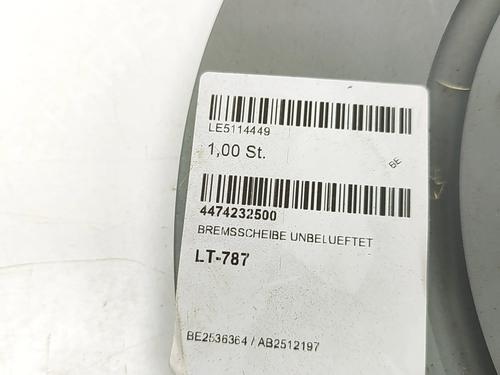 LE5114449
1,00 St.
BE
4474232500
BREMSSCHEIBE UNBELUEFTET
LT-787
BE2536364 / AB2512197